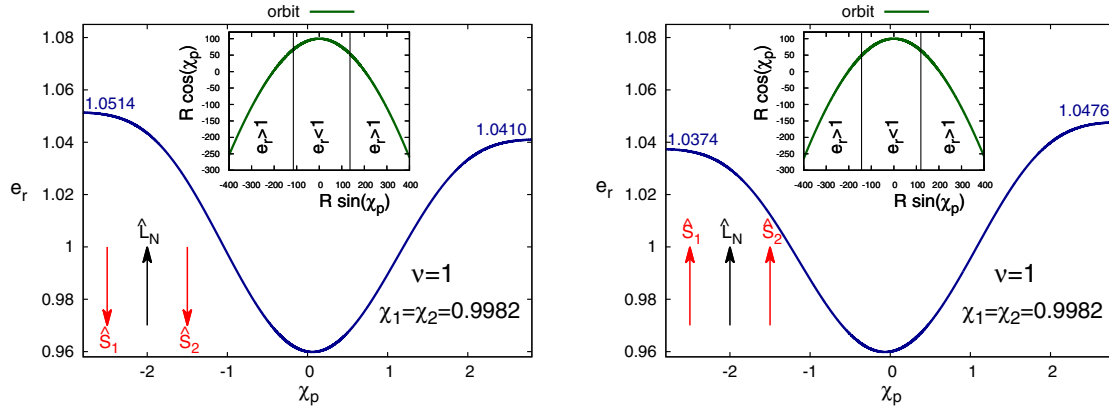 orbit
1.08
1.06
1.04
1.02
1
0.98
0.96
e_r
1.0514
1.0410
100
50
0
-50
-100
-150
-200
-250
-300
R cos(χ_p)
e_r>1
e_r<1
e_r>1
-400 -300 -200 -100 0 100 200 300 400
R sin(χ_p)
L̂_N
Ŝ_1
Ŝ_2
ν=1
χ_1=χ_2=0.9982
-2 -1 0 1 2
χ_p
orbit
1.08
1.06
1.04
1.02
1
0.98
0.96
e_r
1.0374
1.0476
100
50
0
-50
-100
-150
-200
-250
-300
R cos(χ_p)
e_r>1
e_r<1
e_r>1
-400 -300 -200 -100 0 100 200 300 400
R sin(χ_p)
Ŝ_1
L̂_N
Ŝ_2
ν=1
χ_1=χ_2=0.9982
-2 -1 0 1 2
χ_p